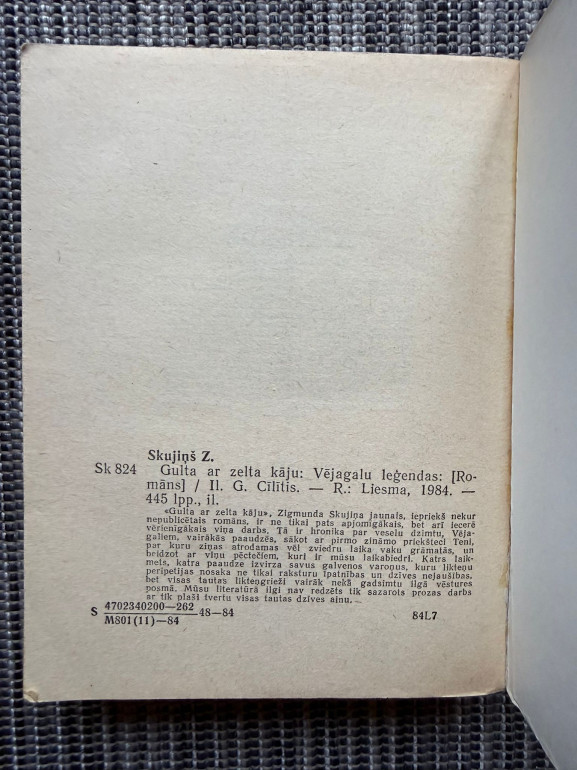 Skujiņš Z.
Sk 824 Gulta ar zelta kāju: Vējagalu leģendas: [Ro-
māns] / Il. G. Cīlītis. — R.: Liesma, 1984. —
445 lpp., il.
«Gulta ar zelta kāju», Zigmunda Skujiņa jaunais, iepriekš nekur
nepublicētais romāns, ir ne tikai pats apjomīgākais, bet arī iecerē
vērienīgākais viņa darbs. Tā ir hronika par veselu dzimtu, Vēja-
galiem, vairākās paaudzēs, sākot ar pirmo zināmo priekšteci Teni,
par kuru ziņas atrodamas vēl zviedru laika vaku grāmatās, un
beidzot ar viņu pēctečiem, kuri ir mūsu laikabiedri. Katrs laik-
mets, katra paaudze izvirza savus galvenos varoņus, kuru likteņu
peripetijas nosaka ne tikai raksturu īpatnības un dzīves nejaušības,
bet visas tautas likteņgrieži vairāk nekā gadsimtu ilgā vēstures
posmā. Mūsu literatūrā ilgi nav redzēts tik sazarots prozas darbs
ar tik plaši tvertu visas tautas dzīves ainu.
S 4702340200—262 48—84 84L7
M801(11)—84